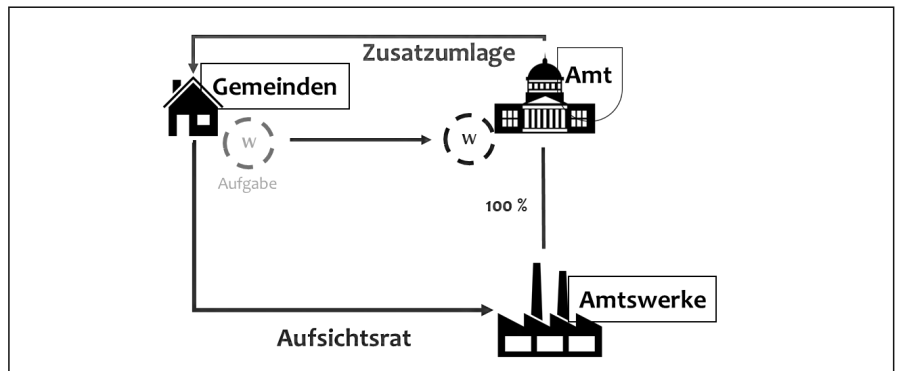 Zusatzumlage
Amt
Gemeinden
W
W
Aufgabe
100 %
Amtswerke
Aufsichtsrat